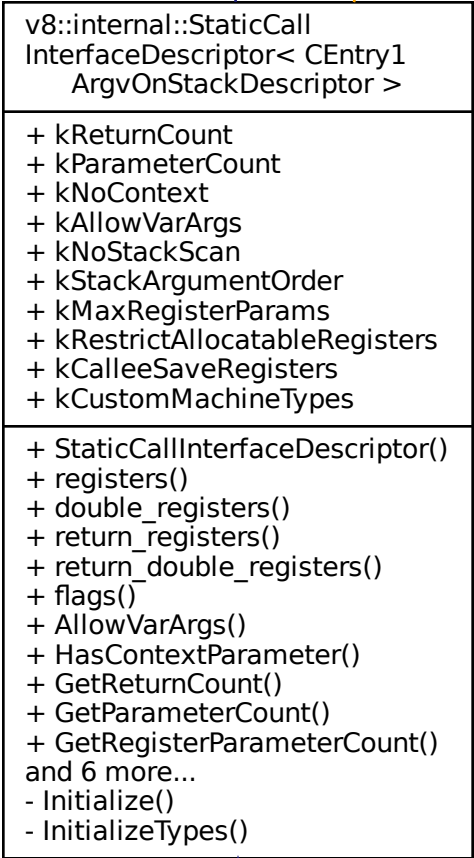 v8::internal::StaticCall
InterfaceDescriptor< CEntry1
ArgvOnStackDescriptor >
+ kReturnCount
+ kParameterCount
+ kNoContext
+ kAllowVarArgs
+ kNoStackScan
+ kStackArgumentOrder
+ kMaxRegisterParams
+ kRestrictAllocatableRegisters
+ kCalleeSaveRegisters
+ kCustomMachineTypes
+ StaticCallInterfaceDescriptor()
+ registers()
+ double_registers()
+ return_registers()
+ return_double_registers()
+ flags()
+ AllowVarArgs()
+ HasContextParameter()
+ GetReturnCount()
+ GetParameterCount()
+ GetRegisterParameterCount()
and 6 more...
- Initialize()
- InitializeTypes()